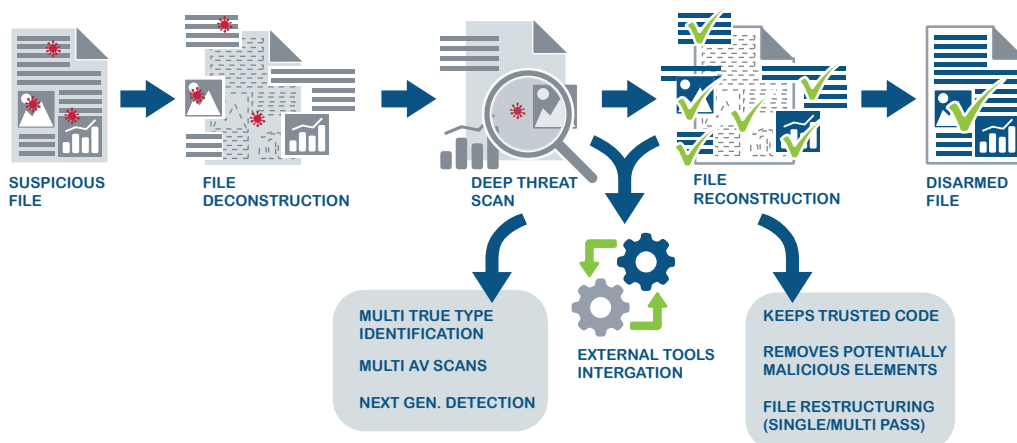 SUSPICIOUS
FILE
FILE
DECONSTRUCTION
DEEP THREAT
SCAN
FILE
RECONSTRUCTION
DISARMED
FILE
MULTI TRUE TYPE
IDENTIFICATION
MULTI AV SCANS
NEXT GEN. DETECTION
EXTERNAL TOOLS
INTERGATION
KEEPS TRUSTED CODE
REMOVES POTENTIALLY
MALICIOUS ELEMENTS
FILE RESTRUCTURING
(SINGLE/MULTI PASS)